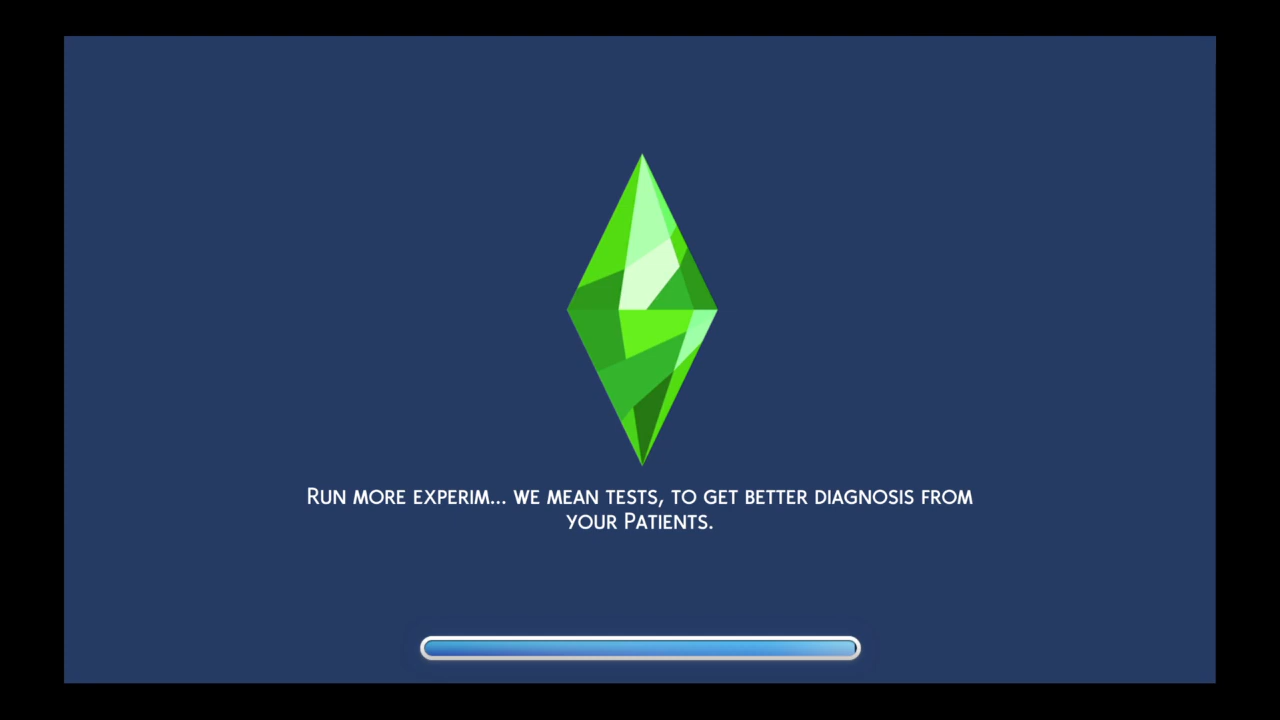 Run more experim... we mean tests, to get better diagnosis from
your Patients.